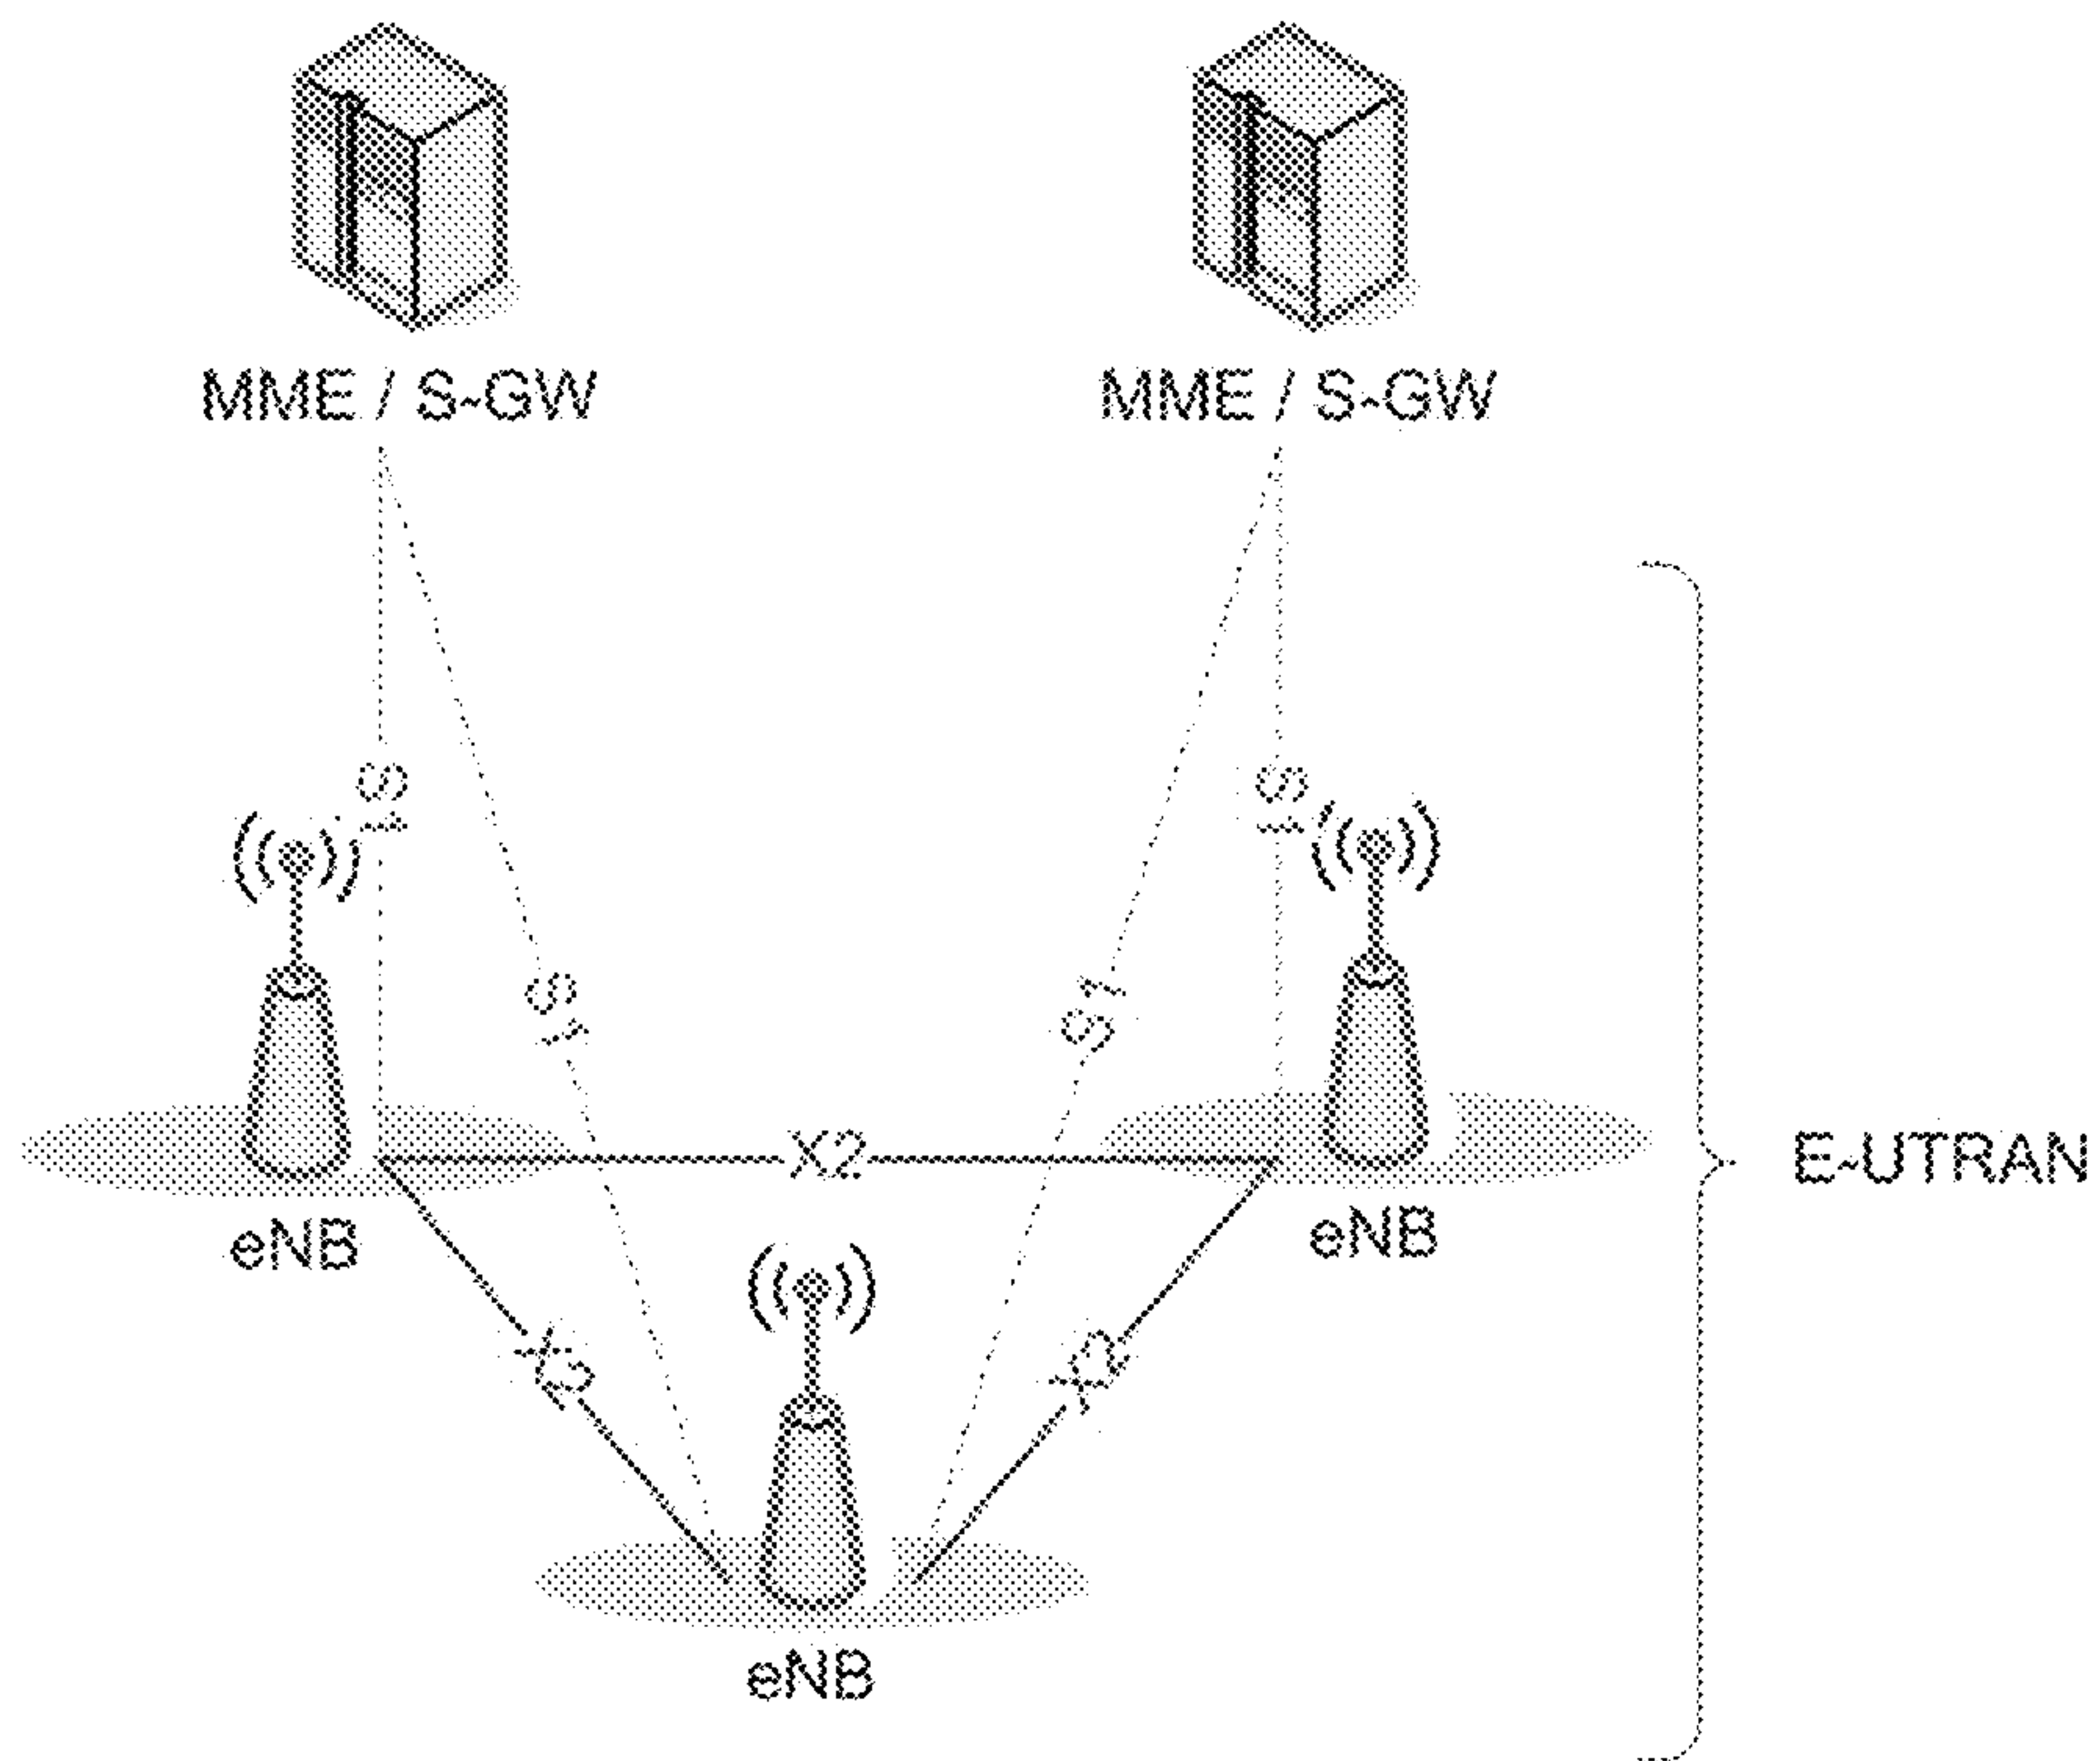 MME / S-GW
MME / S-GW
S1
S1
S1
S1
X2
E-UTRAN
eNB
eNB
X2
X2
eNB